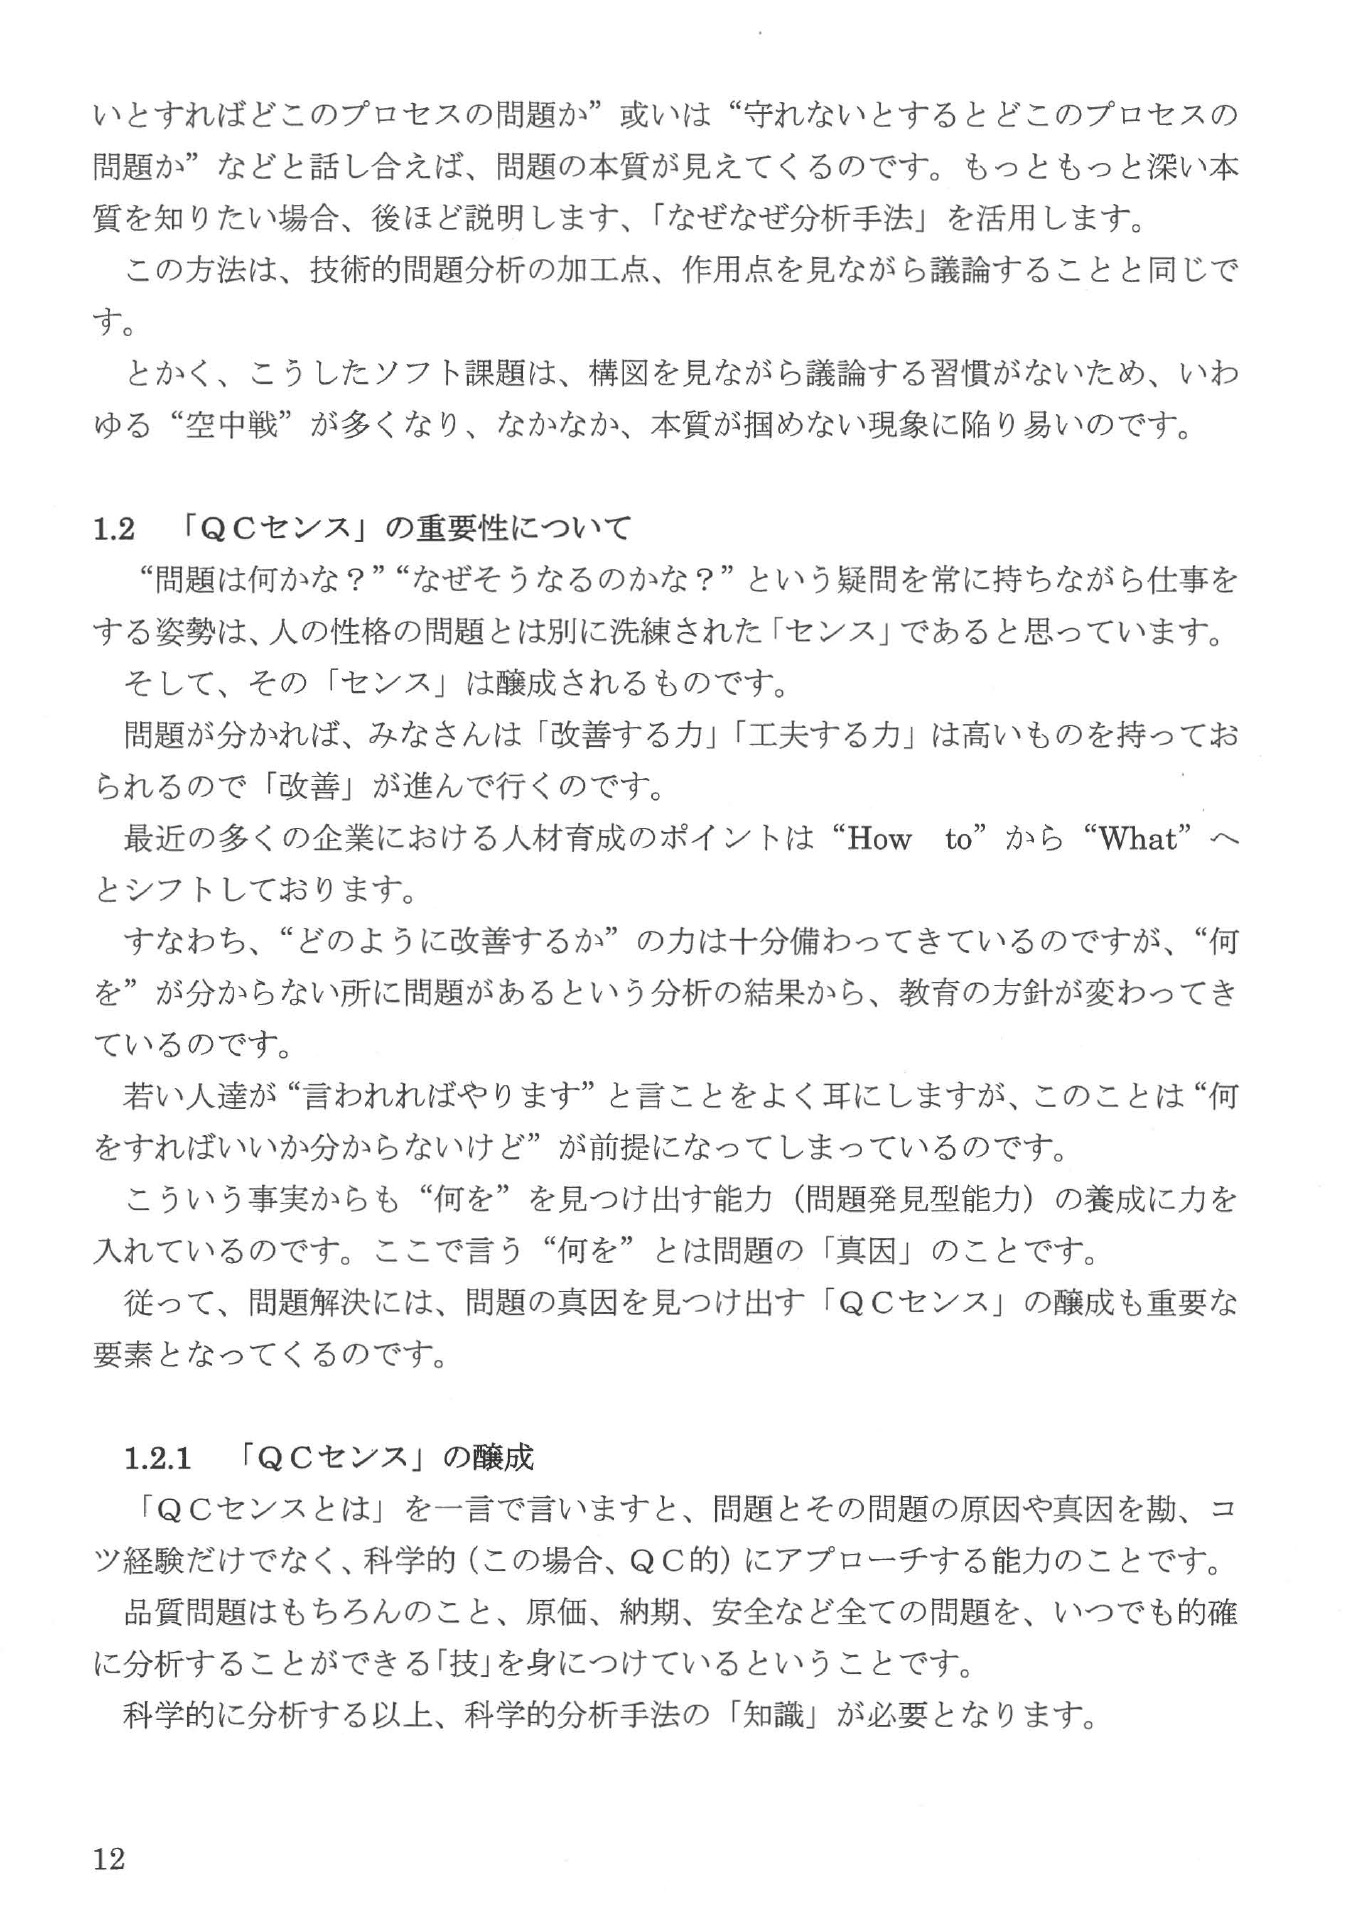 いとすればどこのプロセスの問題か”或いは“守れないとするとどこのプロセスの
問題か”などと話し合えば、問題の本質が見えてくるのです。もっともっと深い本
質を知りたい場合、後ほど説明します、「なぜなぜ分析手法」を活用します。
　この方法は、技術的問題分析の加工点、作用点を見ながら議論することと同じで
す。
　とかく、こうしたソフト課題は、構図を見ながら議論する習慣がないため、いわ
ゆる“空中戦”が多くなり、なかなか、本質が掴めない現象に陥り易いのです。
1.2　「ＱＣセンス」の重要性について
　“問題は何かな？”“なぜそうなるのかな？”という疑問を常に持ちながら仕事を
する姿勢は、人の性格の問題とは別に洗練された「センス」であると思っています。
　そして、その「センス」は醸成されるものです。
　問題が分かれば、みなさんは「改善する力」「工夫する力」は高いものを持ってお
られるので「改善」が進んで行くのです。
　最近の多くの企業における人材育成のポイントは“How　to”から“What”へ
とシフトしております。
　すなわち、“どのように改善するか”の力は十分備わってきているのですが、“何
を”が分からない所に問題があるという分析の結果から、教育の方針が変わってき
ているのです。
　若い人達が“言われればやります”と言ことをよく耳にしますが、このことは“何
をすればいいか分からないけど”が前提になってしまっているのです。
　こういう事実からも“何を”を見つけ出す能力（問題発見型能力）の養成に力を
入れているのです。ここで言う“何を”とは問題の「真因」のことです。
　従って、問題解決には、問題の真因を見つけ出す「ＱＣセンス」の醸成も重要な
要素となってくるのです。
1.2.1　「ＱＣセンス」の醸成
　「ＱＣセンスとは」を一言で言いますと、問題とその問題の原因や真因を勘、コ
ツ経験だけでなく、科学的（この場合、ＱＣ的）にアプローチする能力のことです。
　品質問題はもちろんのこと、原価、納期、安全など全ての問題を、いつでも的確
に分析することができる「技」を身につけているということです。
　科学的に分析する以上、科学的分析手法の「知識」が必要となります。
12